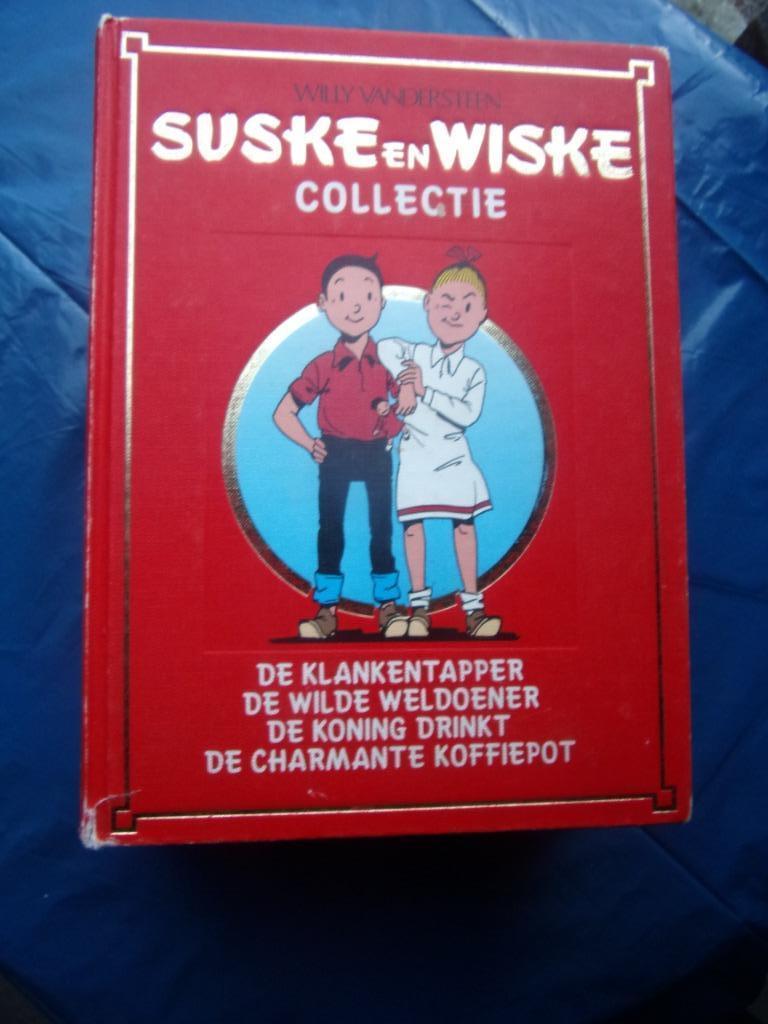 WILLY VANDERSTEEN
SUSKE EN WISKE
COLLECTIE
DE KLANKENTAPPER
DE WILDE WELDOENER
DE KONING DRINKT
DE CHARMANTE KOFFIEPOT